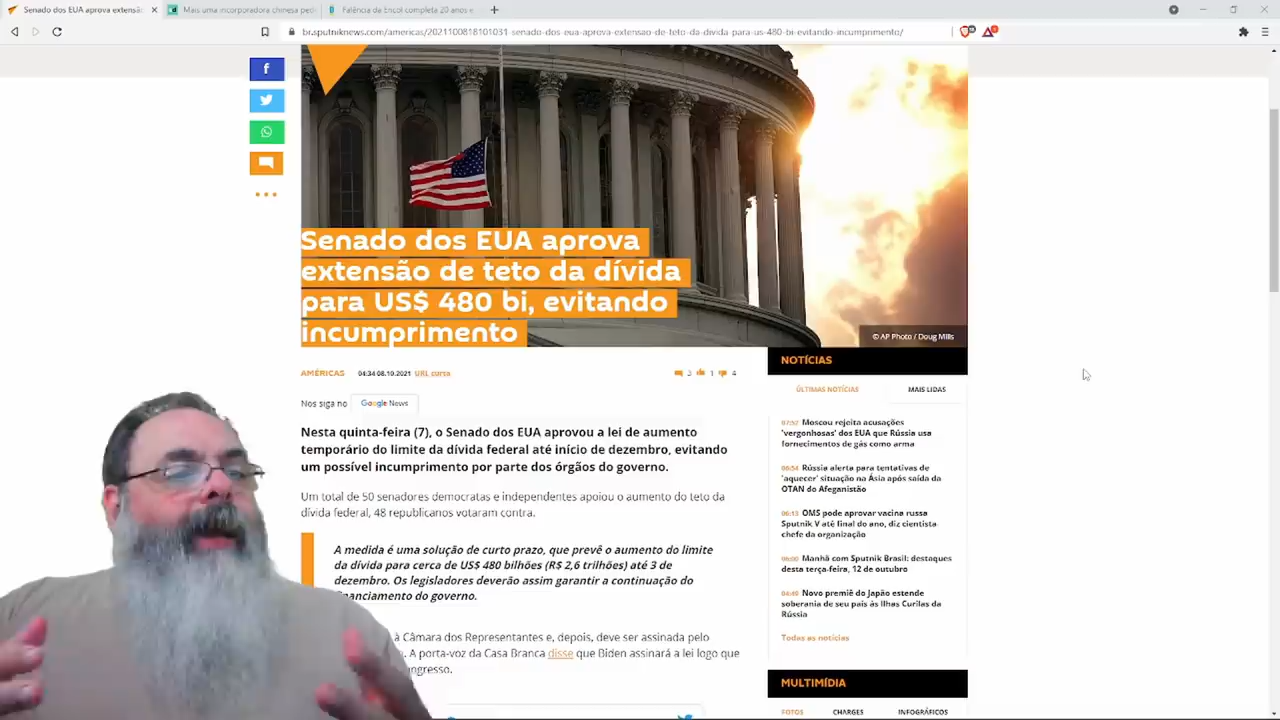 Senado dos EUA aprova extensã
Mais uma incorporadora chinesa ped
Falência da Encol completa 20 anos e
br.sputniknews.com/americas/2021100818101031-senado-dos-eua-aprova-extensao-de-teto-da-divida-para-us-480-bi-evitando-incumprimento/
Senado dos EUA aprova
extensão de teto da dívida
para US$ 480 bi, evitando
incumprimento
© AP Photo / Doug Mills
AMÉRICAS 04:34 08.10.2021 URL curta
3 1 4
Nos siga no Google News
Nesta quinta-feira (7), o Senado dos EUA aprovou a lei de aumento
temporário do limite da dívida federal até início de dezembro, evitando
um possível incumprimento por parte dos órgãos do governo.
Um total de 50 senadores democratas e independentes apoiou o aumento do teto da
dívida federal, 48 republicanos votaram contra.
A medida é uma solução de curto prazo, que prevê o aumento do limite
da dívida para cerca de US$ 480 bilhões (R$ 2,6 trilhões) até 3 de
dezembro. Os legisladores deverão assim garantir a continuação do
financiamento do governo.
à Câmara dos Representantes e, depois, deve ser assinada pelo
. A porta-voz da Casa Branca disse que Biden assinará a lei logo que
ngresso.
NOTÍCIAS
ÚLTIMAS NOTÍCIAS MAIS LIDAS
07:57 Moscou rejeita acusações
'vergonhosas' dos EUA que Rússia usa
fornecimentos de gás como arma
06:54 Rússia alerta para tentativas de
'aquecer' situação na Ásia após saída da
OTAN do Afeganistão
06:13 OMS pode aprovar vacina russa
Sputnik V até final do ano, diz cientista-
chefe da organização
06:00 Manhã com Sputnik Brasil: destaques
desta terça-feira, 12 de outubro
04:49 Novo premiê do Japão estende
soberania de seu país às Ilhas Curilas da
Rússia
Todas as notícias
MULTIMÍDIA
FOTOS CHARGES INFOGRÁFICOS